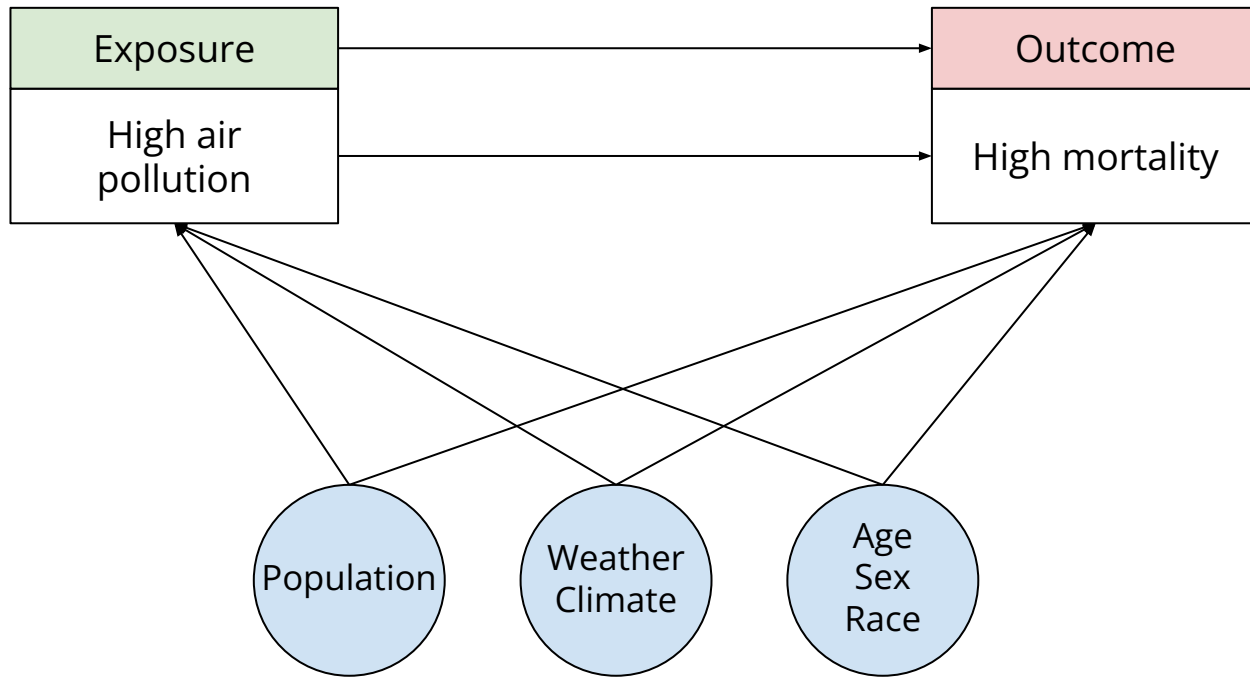 Exposure
Outcome
High air
pollution
High mortality
Population
Weather
Climate
Age
Sex
Race